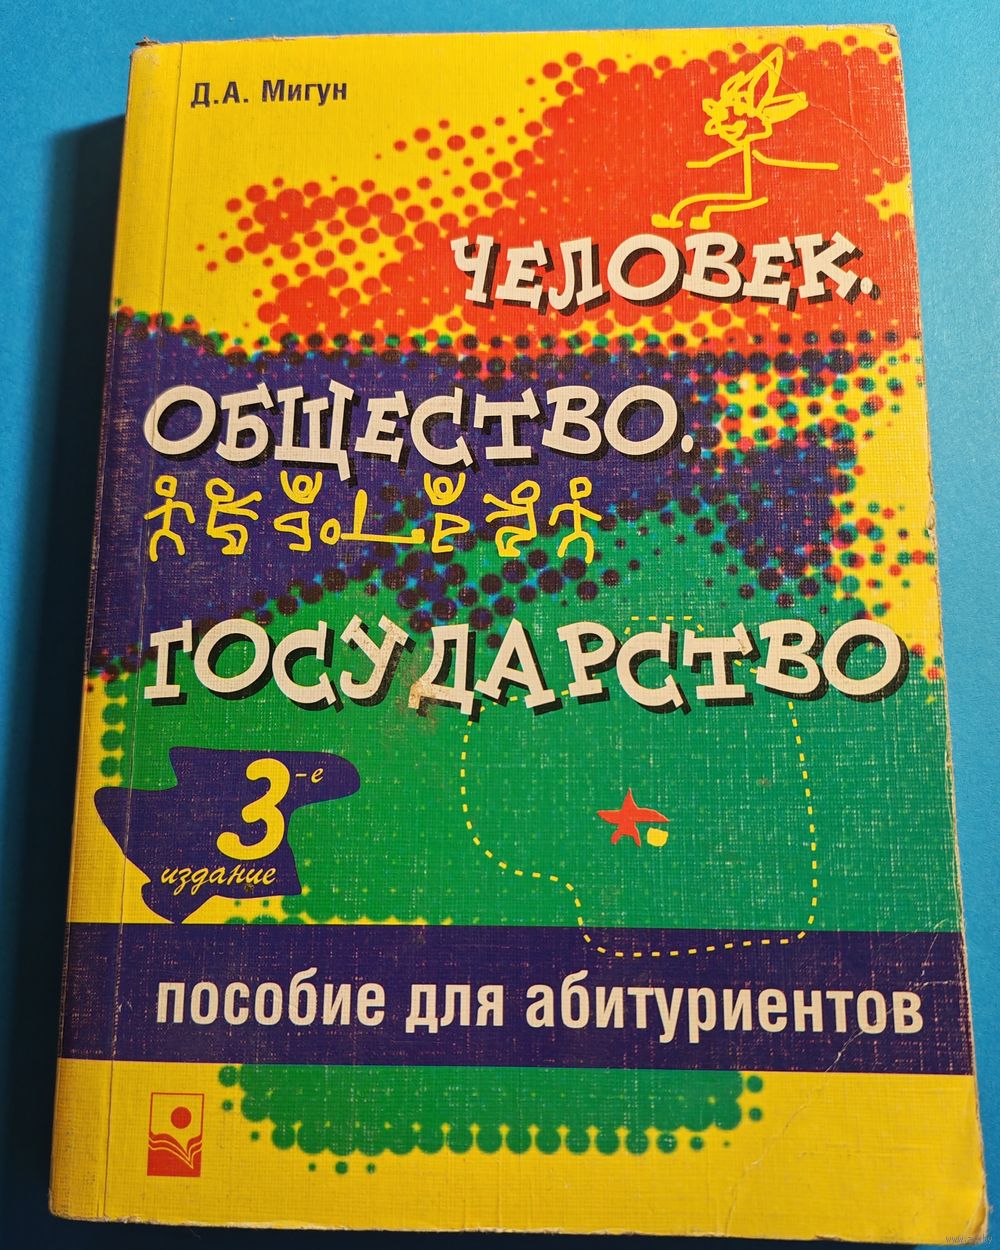 Д.А. Мигун
ЧЕЛОВЕК.
ОБЩЕСТВО.
ГОСУДАРСТВО
3-е
издание
пособие для абитуриентов